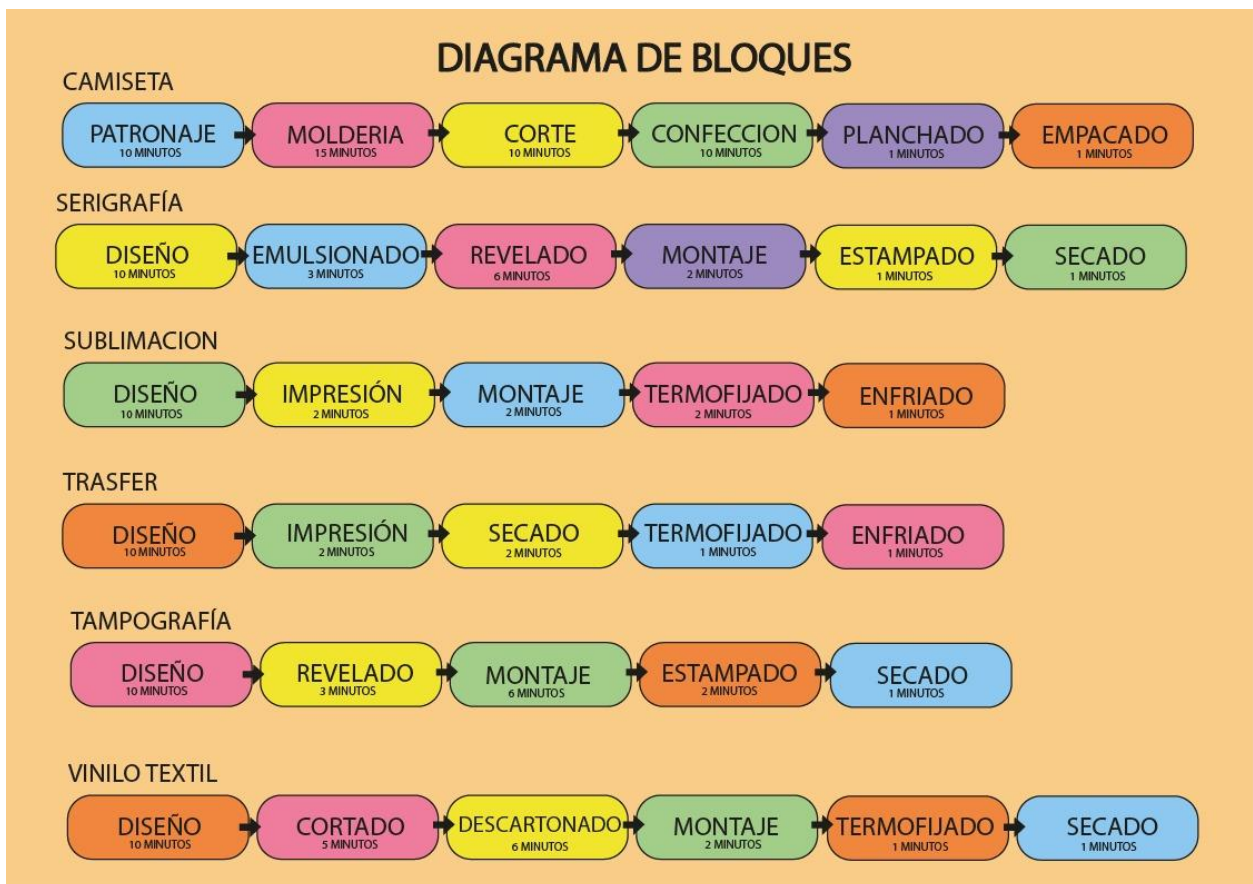 DIAGRAMA DE BLOQUES
CAMISETA
PATRONAJE
10 MINUTOS
MOLDERIA
15 MINUTOS
CORTE
10 MINUTOS
CONFECCION
10 MINUTOS
PLANCHADO
1 MINUTOS
EMPACADO
1 MINUTOS
SERIGRAFÍA
DISEÑO
10 MINUTOS
EMULSIONADO
3 MINUTOS
REVELADO
6 MINUTOS
MONTAJE
2 MINUTOS
ESTAMPADO
1 MINUTOS
SECADO
1 MINUTOS
SUBLIMACION
DISEÑO
10 MINUTOS
IMPRESIÓN
2 MINUTOS
MONTAJE
2 MINUTOS
TERMOFIJADO
2 MINUTOS
ENFRIADO
1 MINUTOS
TRASFER
DISEÑO
10 MINUTOS
IMPRESIÓN
2 MINUTOS
SECADO
2 MINUTOS
TERMOFIJADO
1 MINUTOS
ENFRIADO
1 MINUTOS
TAMPOGRAFÍA
DISEÑO
10 MINUTOS
REVELADO
3 MINUTOS
MONTAJE
6 MINUTOS
ESTAMPADO
2 MINUTOS
SECADO
1 MINUTOS
VINILO TEXTIL
DISEÑO
10 MINUTOS
CORTADO
5 MINUTOS
DESCARTONADO
6 MINUTOS
MONTAJE
2 MINUTOS
TERMOFIJADO
1 MINUTOS
SECADO
1 MINUTOS